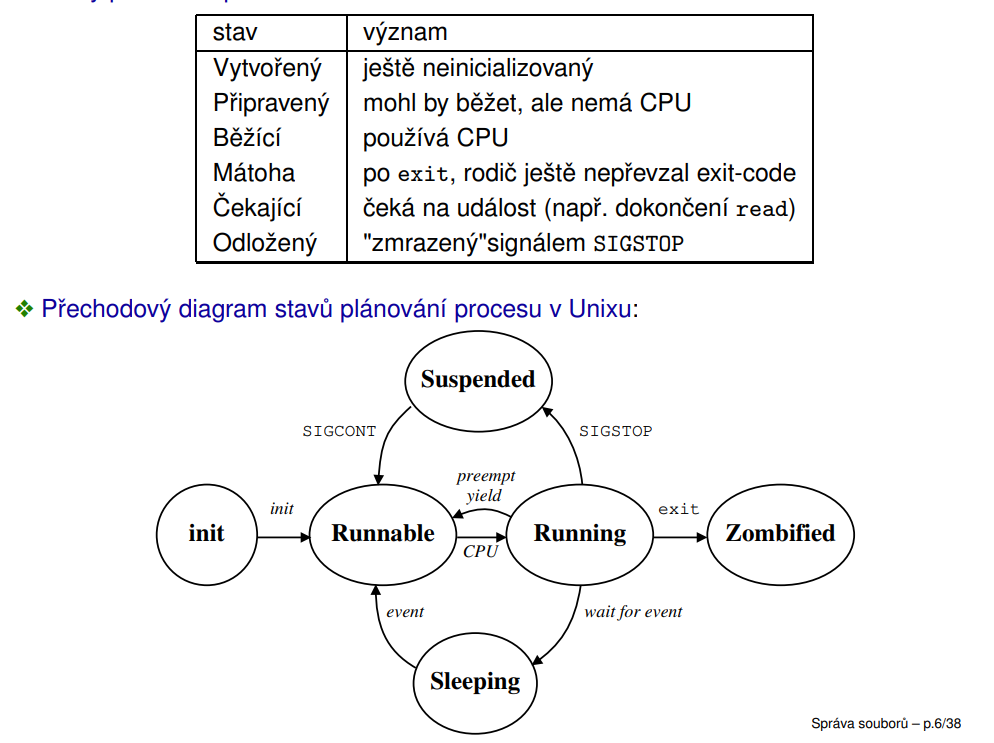 stav význam
Vytvořený ještě neinicializovaný
Připravený mohl by běžet, ale nemá CPU
Běžící používá CPU
Mátoha po exit, rodič ještě nepřevzal exit-code
Čekající čeká na událost (např. dokončení read)
Odložený "zmrazený"signálem SIGSTOP
❖ Přechodový diagram stavů plánování procesu v Unixu:
Suspended
SIGCONT SIGSTOP
preempt
yield
init init Runnable Running exit Zombified
CPU
event wait for event
Sleeping
Správa souborů – p.6/38